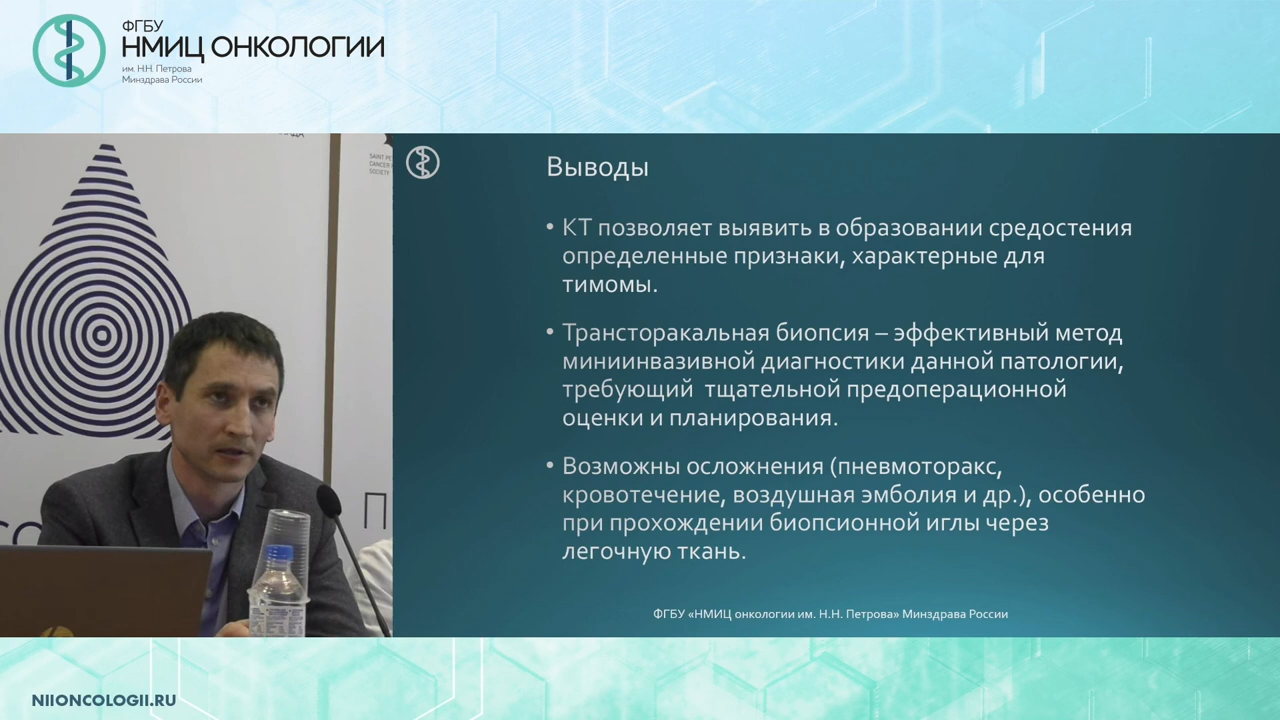 ФГБУ
НМИЦ ОНКОЛОГИИ
им. Н.Н. Петрова
Минздрава России
Выводы
• КТ позволяет выявить в образовании средостения
определенные признаки, характерные для
тимомы.
• Трансторакальная биопсия – эффективный метод
миниинвазивной диагностики данной патологии,
требующий тщательной предоперационной
оценки и планирования.
• Возможны осложнения (пневмоторакс,
кровотечение, воздушная эмболия и др.), особенно
при прохождении биопсионной иглы через
легочную ткань.
ФГБУ «НМИЦ онкологии им. Н.Н. Петрова» Минздрава России
NIIONCOLOGII.RU